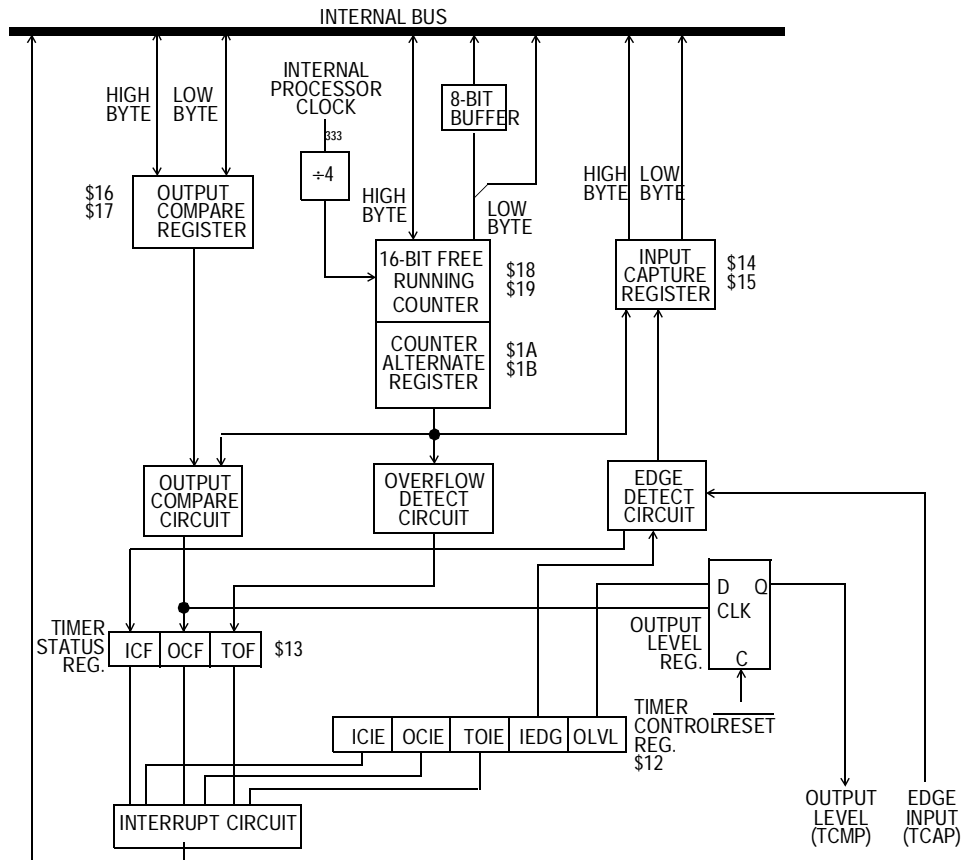 INTERNAL BUS
HIGH
BYTE
LOW
BYTE
INTERNAL
PROCESSOR
CLOCK
333
÷4
8-BIT
BUFFER
HIGH
BYTE
LOW
BYTE
HIGH
BYTE
LOW
BYTE
$16
$17
OUTPUT
COMPARE
REGISTER
16-BIT FREE
RUNNING
COUNTER
$18
$19
COUNTER
ALTERNATE
REGISTER
$1A
$1B
INPUT
CAPTURE
REGISTER
$14
$15
OUTPUT
COMPARE
CIRCUIT
OVERFLOW
DETECT
CIRCUIT
EDGE
DETECT
CIRCUIT
D Q
CLK
C
OUTPUT
LEVEL
REG.
RESET
TIMER
STATUS
REG.
ICF OCF TOF
$13
ICIE OCIE TOIE IEDG OLVL
TIMER
CONTROL
REG.
$12
INTERRUPT CIRCUIT
OUTPUT
LEVEL
(TCMP)
EDGE
INPUT
(TCAP)